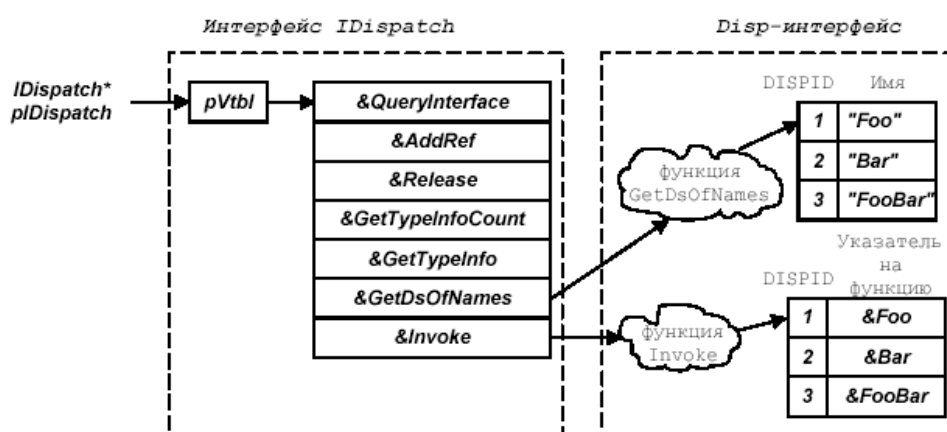 Интерфейс IDispatch
Disp-интерфейс
IDispatch*
pIDispatch
pVtbl
&QueryInterface
&AddRef
&Release
&GetTypeInfoCount
&GetTypeInfo
&GetDsOfNames
&Invoke
функция
GetDsOfNames
DISPID Имя
1 "Foo"
2 "Bar"
3 "FooBar"
функция
Invoke
Указатель
на
DISPID функцию
1 &Foo
2 &Bar
3 &FooBar